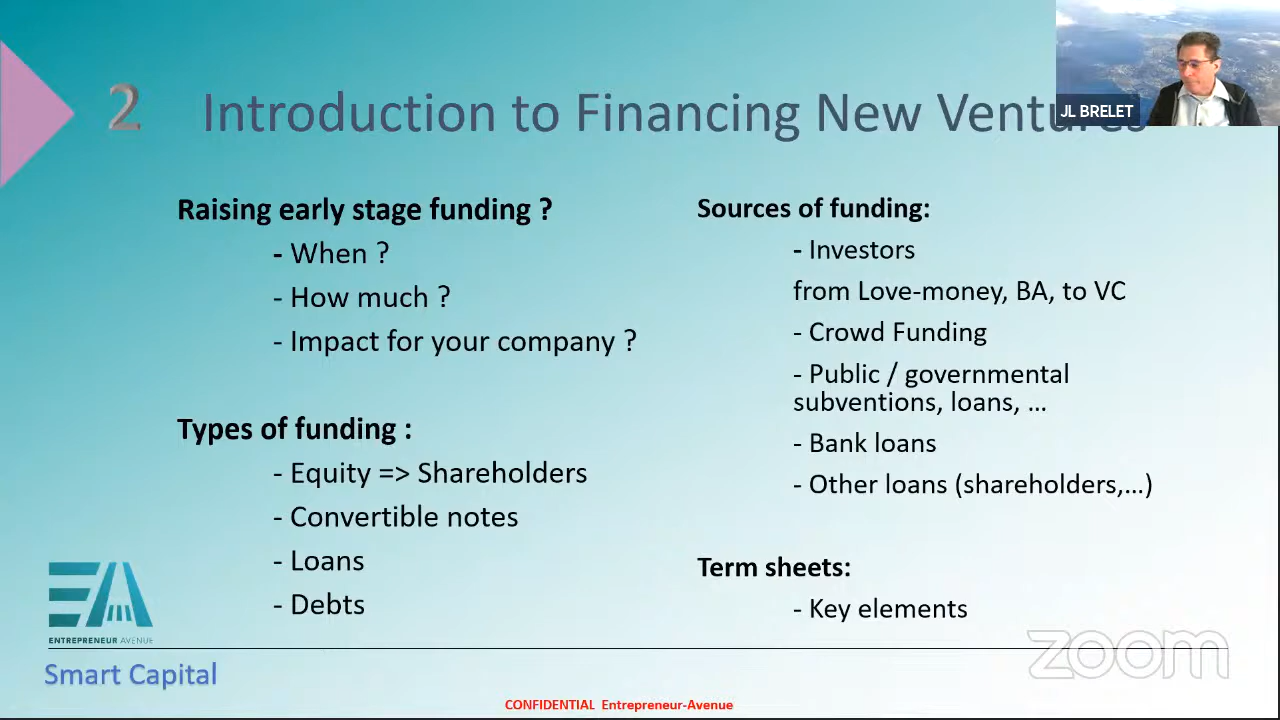 2 Introduction to Financing New Ventures
JL BRELET
Raising early stage funding ?
- When ?
- How much ?
- Impact for your company ?
Types of funding :
- Equity => Shareholders
- Convertible notes
- Loans
- Debts
Sources of funding:
- Investors
from Love-money, BA, to VC
- Crowd Funding
- Public / governmental
subventions, loans, ...
- Bank loans
- Other loans (shareholders,...)
Term sheets:
- Key elements
EA
ENTREPRENEUR AVENUE
Smart Capital
CONFIDENTIAL Entrepreneur-Avenue
zoom